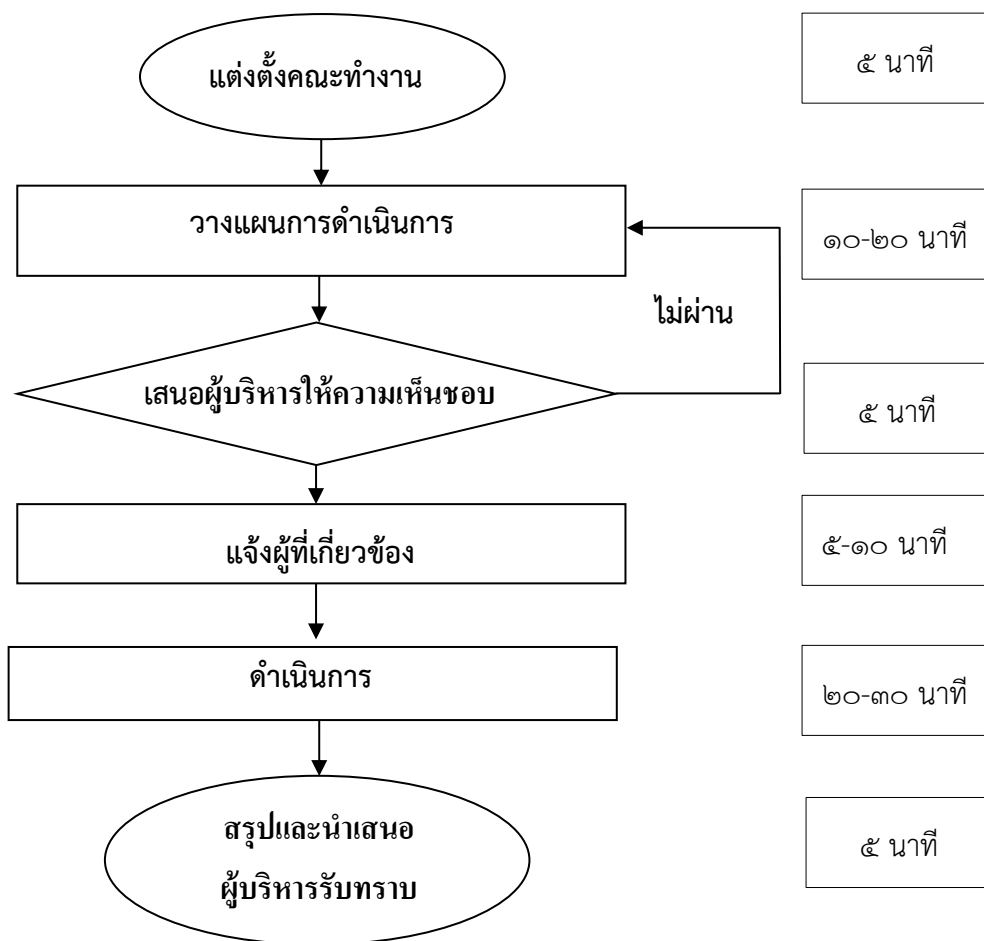 แต่งตั้งคณะทำงาน
๕ นาที
วางแผนการดำเนินการ
๑๐-๒๐ นาที
ไม่ผ่าน
เสนอผู้บริหารให้ความเห็นชอบ
๕ นาที
แจ้งผู้ที่เกี่ยวข้อง
๕-๑๐ นาที
ดำเนินการ
๒๐-๓๐ นาที
สรุปและนำเสนอ
ผู้บริหารรับทราบ
๕ นาที